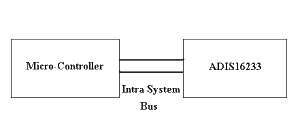 Micro-Controller
ADIS16233
Intra System
Bus